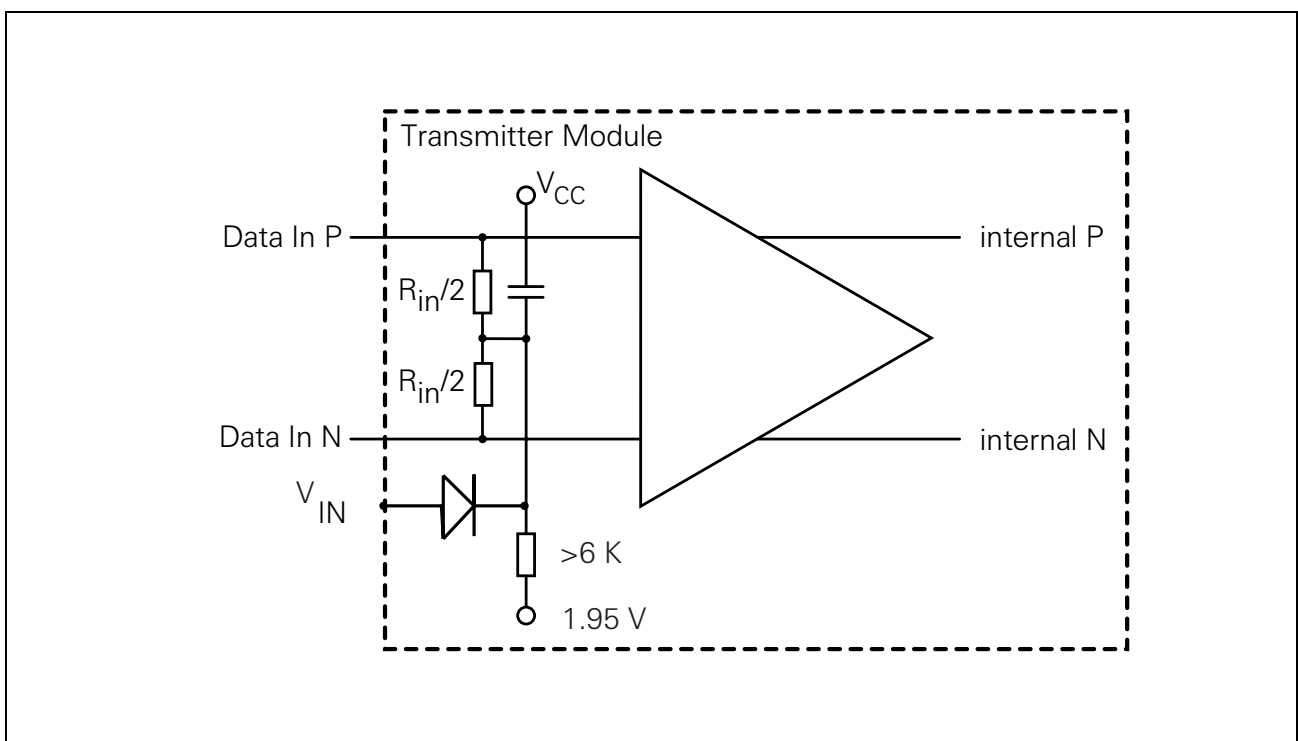 Transmitter Module
VCC
Data In P
internal P
Rin/2
Rin/2
Data In N
internal N
VIN
>6 K
1.95 V